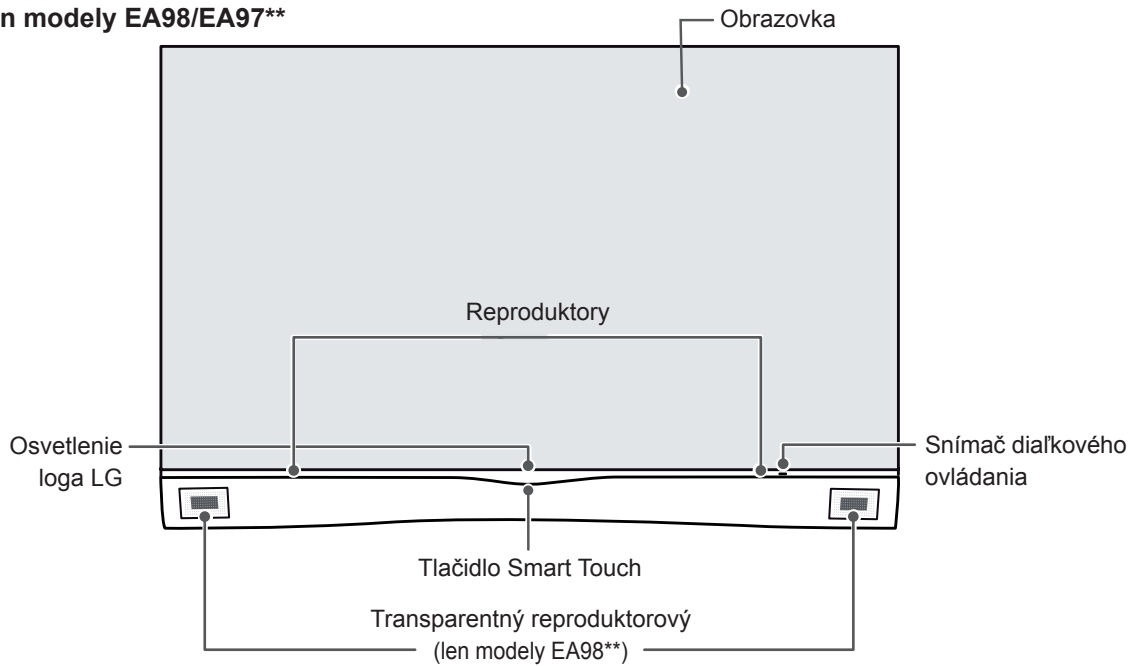 n modely EA98/EA97**
Obrazovka
Reproduktory
Osvetlenie
loga LG
Snímač diaľkového
ovládania
Tlačidlo Smart Touch
Transparentný reproduktorový
(len modely EA98**)